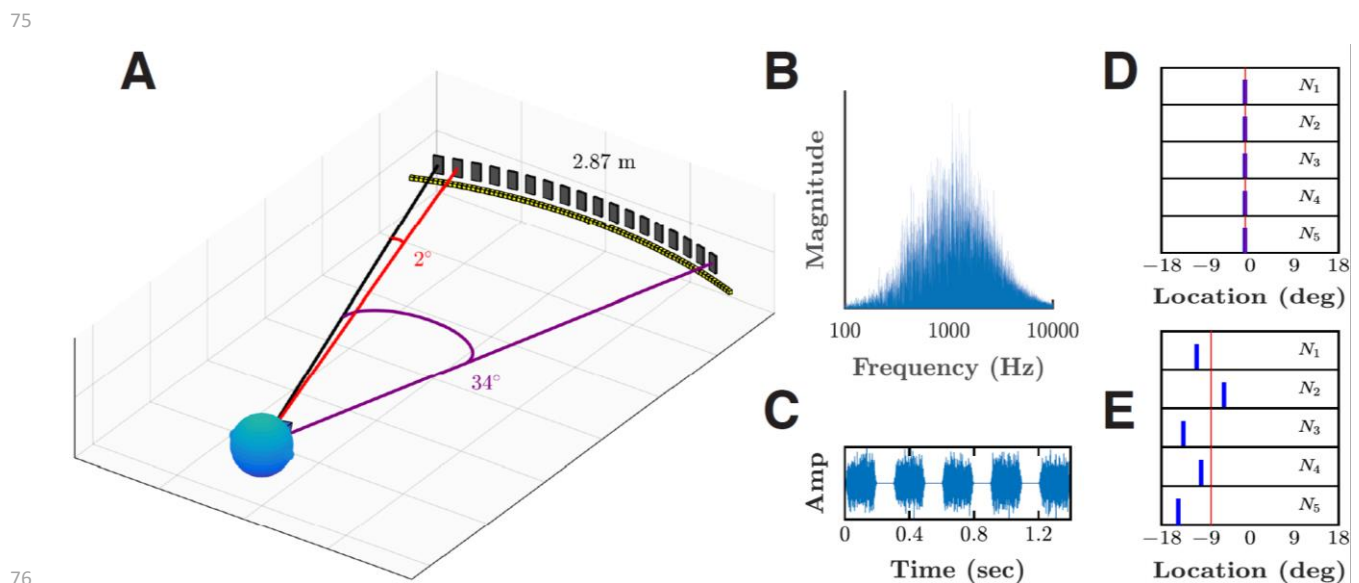 75
A
2.87 m
2°
34°
B
Magnitude
100 1000 10000
Frequency (Hz)
C
Amp
0 0.4 0.8 1.2
Time (sec)
D
N1
N2
N3
N4
N5
−18 −9 0 9 18
Location (deg)
E
N1
N2
N3
N4
N5
−18 −9 0 9 18
Location (deg)
76